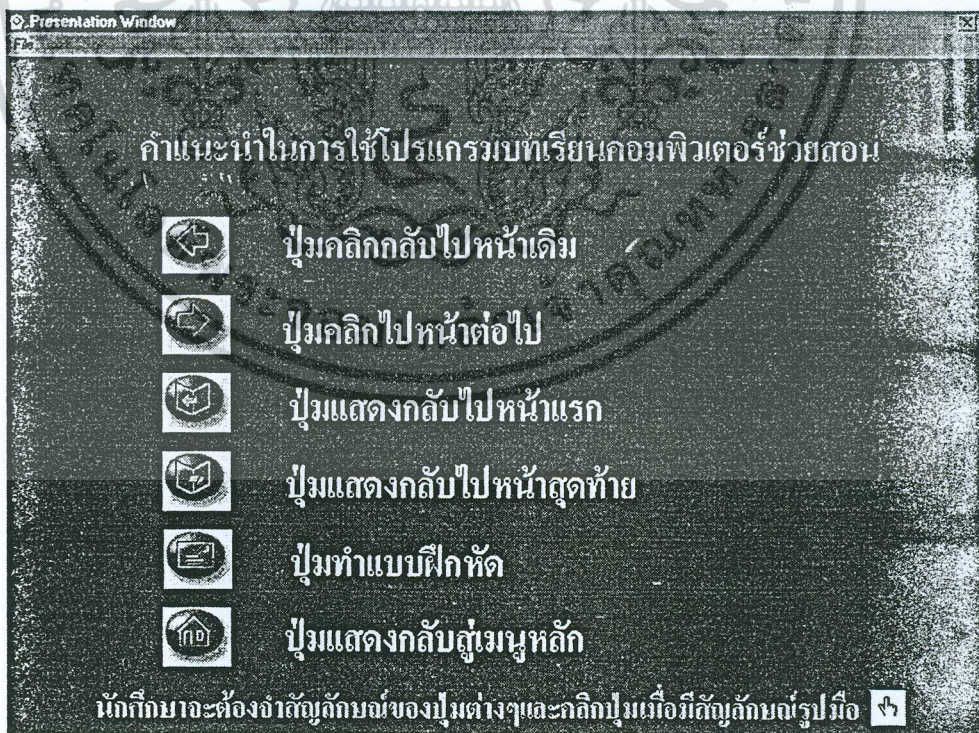 Presentation Window
File
คำแนะนำในการใช้โปรแกรมบทเรียนคอมพิวเตอร์ช่วยสอน
ปุ่มคลิกกลับไปหน้าเดิม
ปุ่มคลิกไปหน้าต่อไป
ปุ่มแสดงกลับไปหน้าแรก
ปุ่มแสดงกลับไปหน้าสุดท้าย
ปุ่มทำแบบฝึกหัด
ปุ่มแสดงกลับสู่เมนูหลัก
นักศึกษาจะต้องจำสัญลักษณ์ของปุ่มต่างๆและคลิกปุ่มเมื่อมีสัญลักษณ์รูปมือ